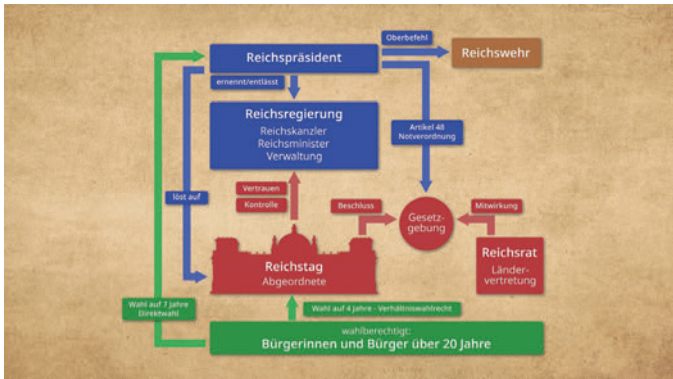 Oberbefehl
Reichspräsident
Reichswehr
ernennt/entlässt
Reichsregierung
Reichskanzler
Reichsminister
Verwaltung
Artikel 48
Notverordnung
löst auf
Vertrauen
Kontrolle
Beschluss
Mitwirkung
Gesetz-
gebung
Reichstag
Abgeordnete
Reichsrat
Länder-
vertretung
Wahl auf 7 Jahre
Direktwahl
Wahl auf 4 Jahre - Verhältniswahlrecht
wahlberechtigt:
Bürgerinnen und Bürger über 20 Jahre